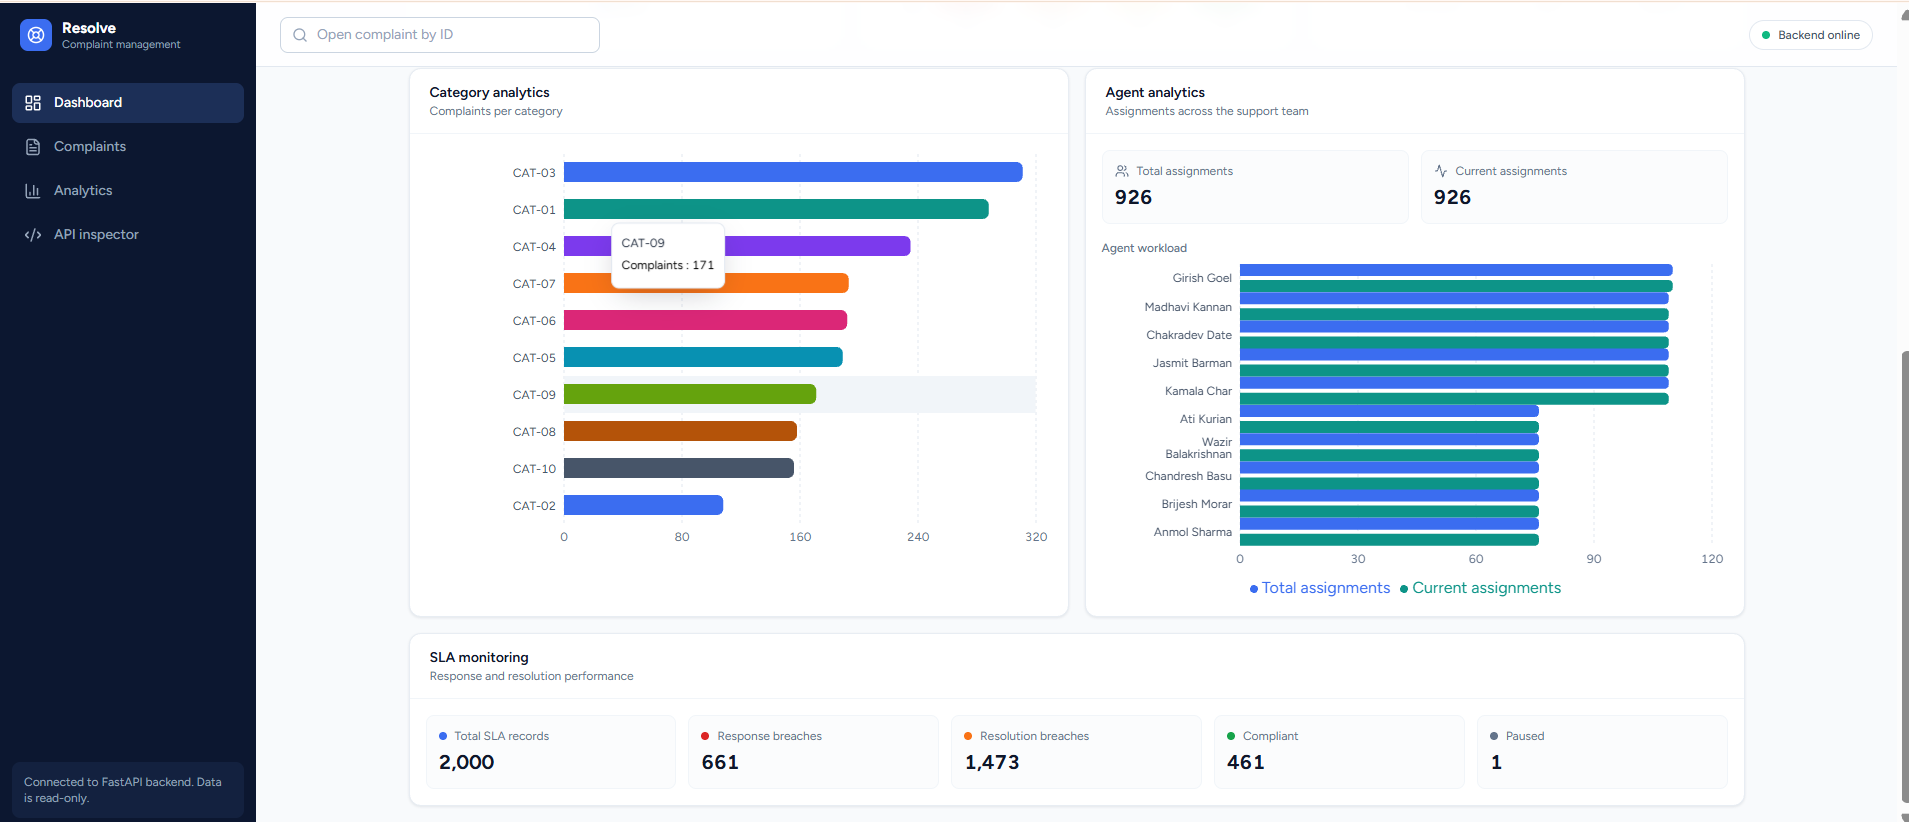 Resolve
Complaint management
Dashboard
Complaints
Analytics
API inspector
Connected to FastAPI backend. Data
is read-only.
Open complaint by ID
Backend online
Category analytics
Complaints per category
CAT-03
CAT-01
CAT-04
CAT-07
CAT-06
CAT-05
CAT-09
CAT-08
CAT-10
CAT-02
CAT-09
Complaints : 171
0 80 160 240 320
Agent analytics
Assignments across the support team
Total assignments
926
Current assignments
926
Agent workload
Girish Goel
Madhavi Kannan
Chakradev Date
Jasmit Barman
Kamala Char
Ati Kurian
Wazir
Balakrishnan
Chandresh Basu
Brijesh Morar
Anmol Sharma
0 30 60 90 120
Total assignments Current assignments
SLA monitoring
Response and resolution performance
Total SLA records
2,000
Response breaches
661
Resolution breaches
1,473
Compliant
461
Paused
1